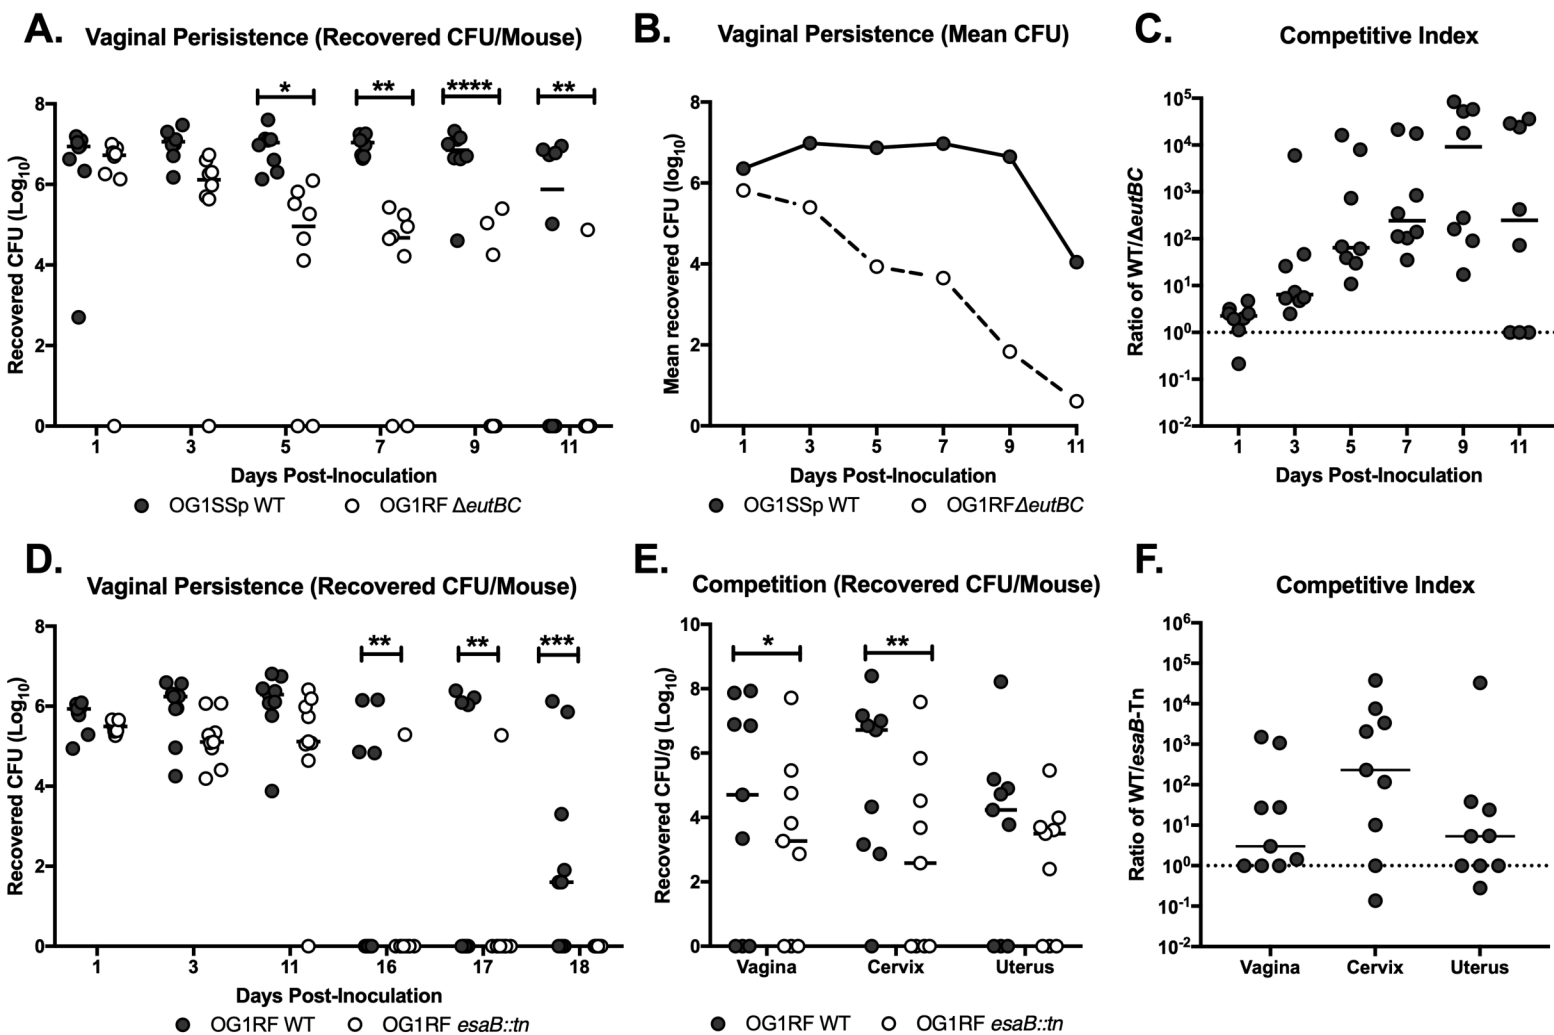 A.
Vaginal Perisistence (Recovered CFU/Mouse)
Recovered CFU (Log10)
8
6
4
2
0
* ** **** **
1 3 5 7 9 11
Days Post-Inoculation
OG1SSp WT OG1RF ΔeutBC
B.
Vaginal Persistence (Mean CFU)
Mean recovered CFU (log10)
8
6
4
2
0
1 3 5 7 9 11
Days Post-Inoculation
OG1SSp WT OG1RFΔeutBC
C.
Competitive Index
Ratio of WT/ΔeutBC
10^5
10^4
10^3
10^2
10^1
10^0
10^-1
10^-2
1 3 5 7 9 11
Days Post-Inoculation
D.
Vaginal Persistence (Recovered CFU/Mouse)
Recovered CFU (Log10)
8
6
4
2
0
** ** ***
1 3 11 16 17 18
Days Post-Inoculation
OG1RF WT OG1RF esaB::tn
E.
Competition (Recovered CFU/Mouse)
Recovered CFU/g (Log10)
10
8
6
4
2
0
* **
Vagina Cervix Uterus
OG1RF WT OG1RF esaB::tn
F.
Competitive Index
Ratio of WT/esaB-Tn
10^6
10^5
10^4
10^3
10^2
10^1
10^0
10^-1
10^-2
Vagina Cervix Uterus